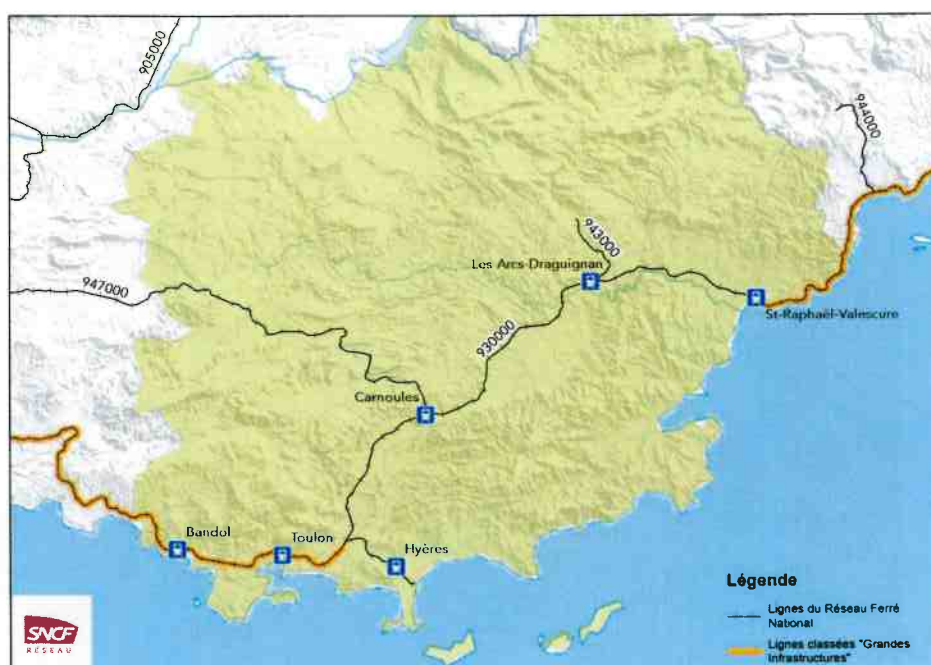 905000
944000
943000
Les Arcs-Draguignan
947000
St-Raphaël-Valescure
930000
Carnoules
Bandol
Toulon
Hyères
Légende
Lignes du Réseau Ferré
National
Lignes classées "Grandes
Infrastructures"
SNCF
RÉSEAU